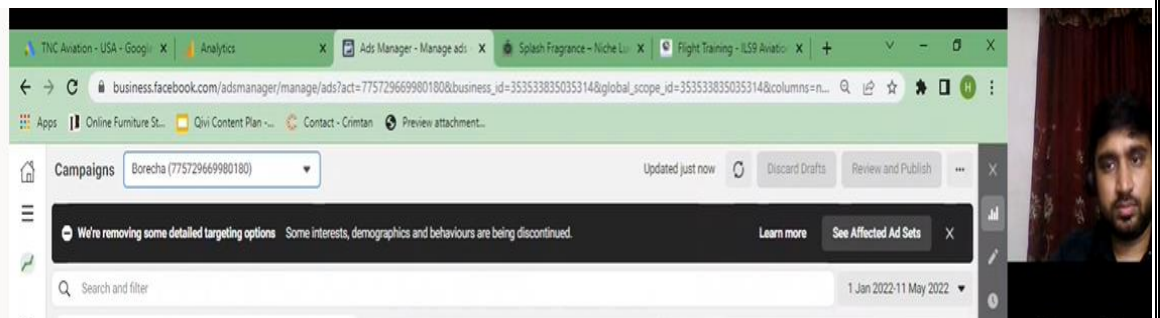 TNC Aviation - USA - Google
Analytics
Ads Manager - Manage ads
Splash Fragrance – Niche Lu
Flight Training - ILS9 Aviatio
business.facebook.com/adsmanager/manage/ads?act=775729669980180&business_id=353533835035314&global_scope_id=353533835035314&columns=n...
Apps Online Furniture St... Qivi Content Plan -... Contact - Crimtan Preview attachment...
Campaigns Borecha (775729669980180) Updated just now Discard Drafts Review and Publish ...
We're removing some detailed targeting options Some interests, demographics and behaviours are being discontinued. Learn more See Affected Ad Sets
Search and filter 1 Jan 2022-11 May 2022